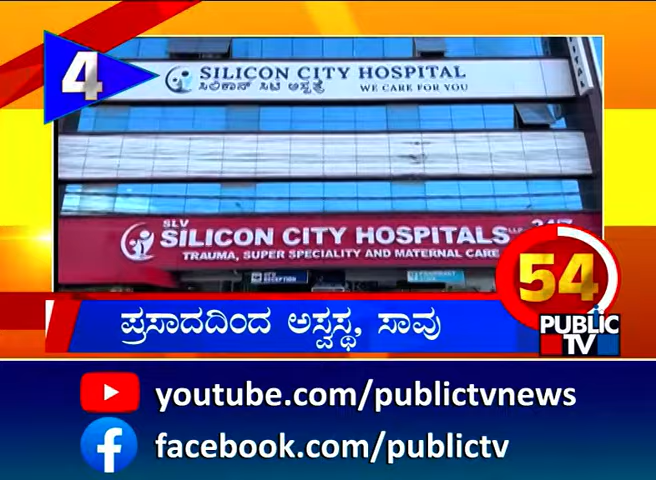 4
SILICON CITY HOSPITAL
ಸಿಲಿಕಾನ್ ಸಿಟಿ ಆಸ್ಪತ್ರೆ
WE CARE FOR YOU
SLV
SILICON CITY HOSPITALS
TRAUMA, SUPER SPECIALITY AND MATERNAL CARE
54
ಪ್ರಸಾದದಿಂದ ಅಸ್ವಸ್ಥ, ಸಾವು
PUBLIC
TV
youtube.com/publictvnews
facebook.com/publictv